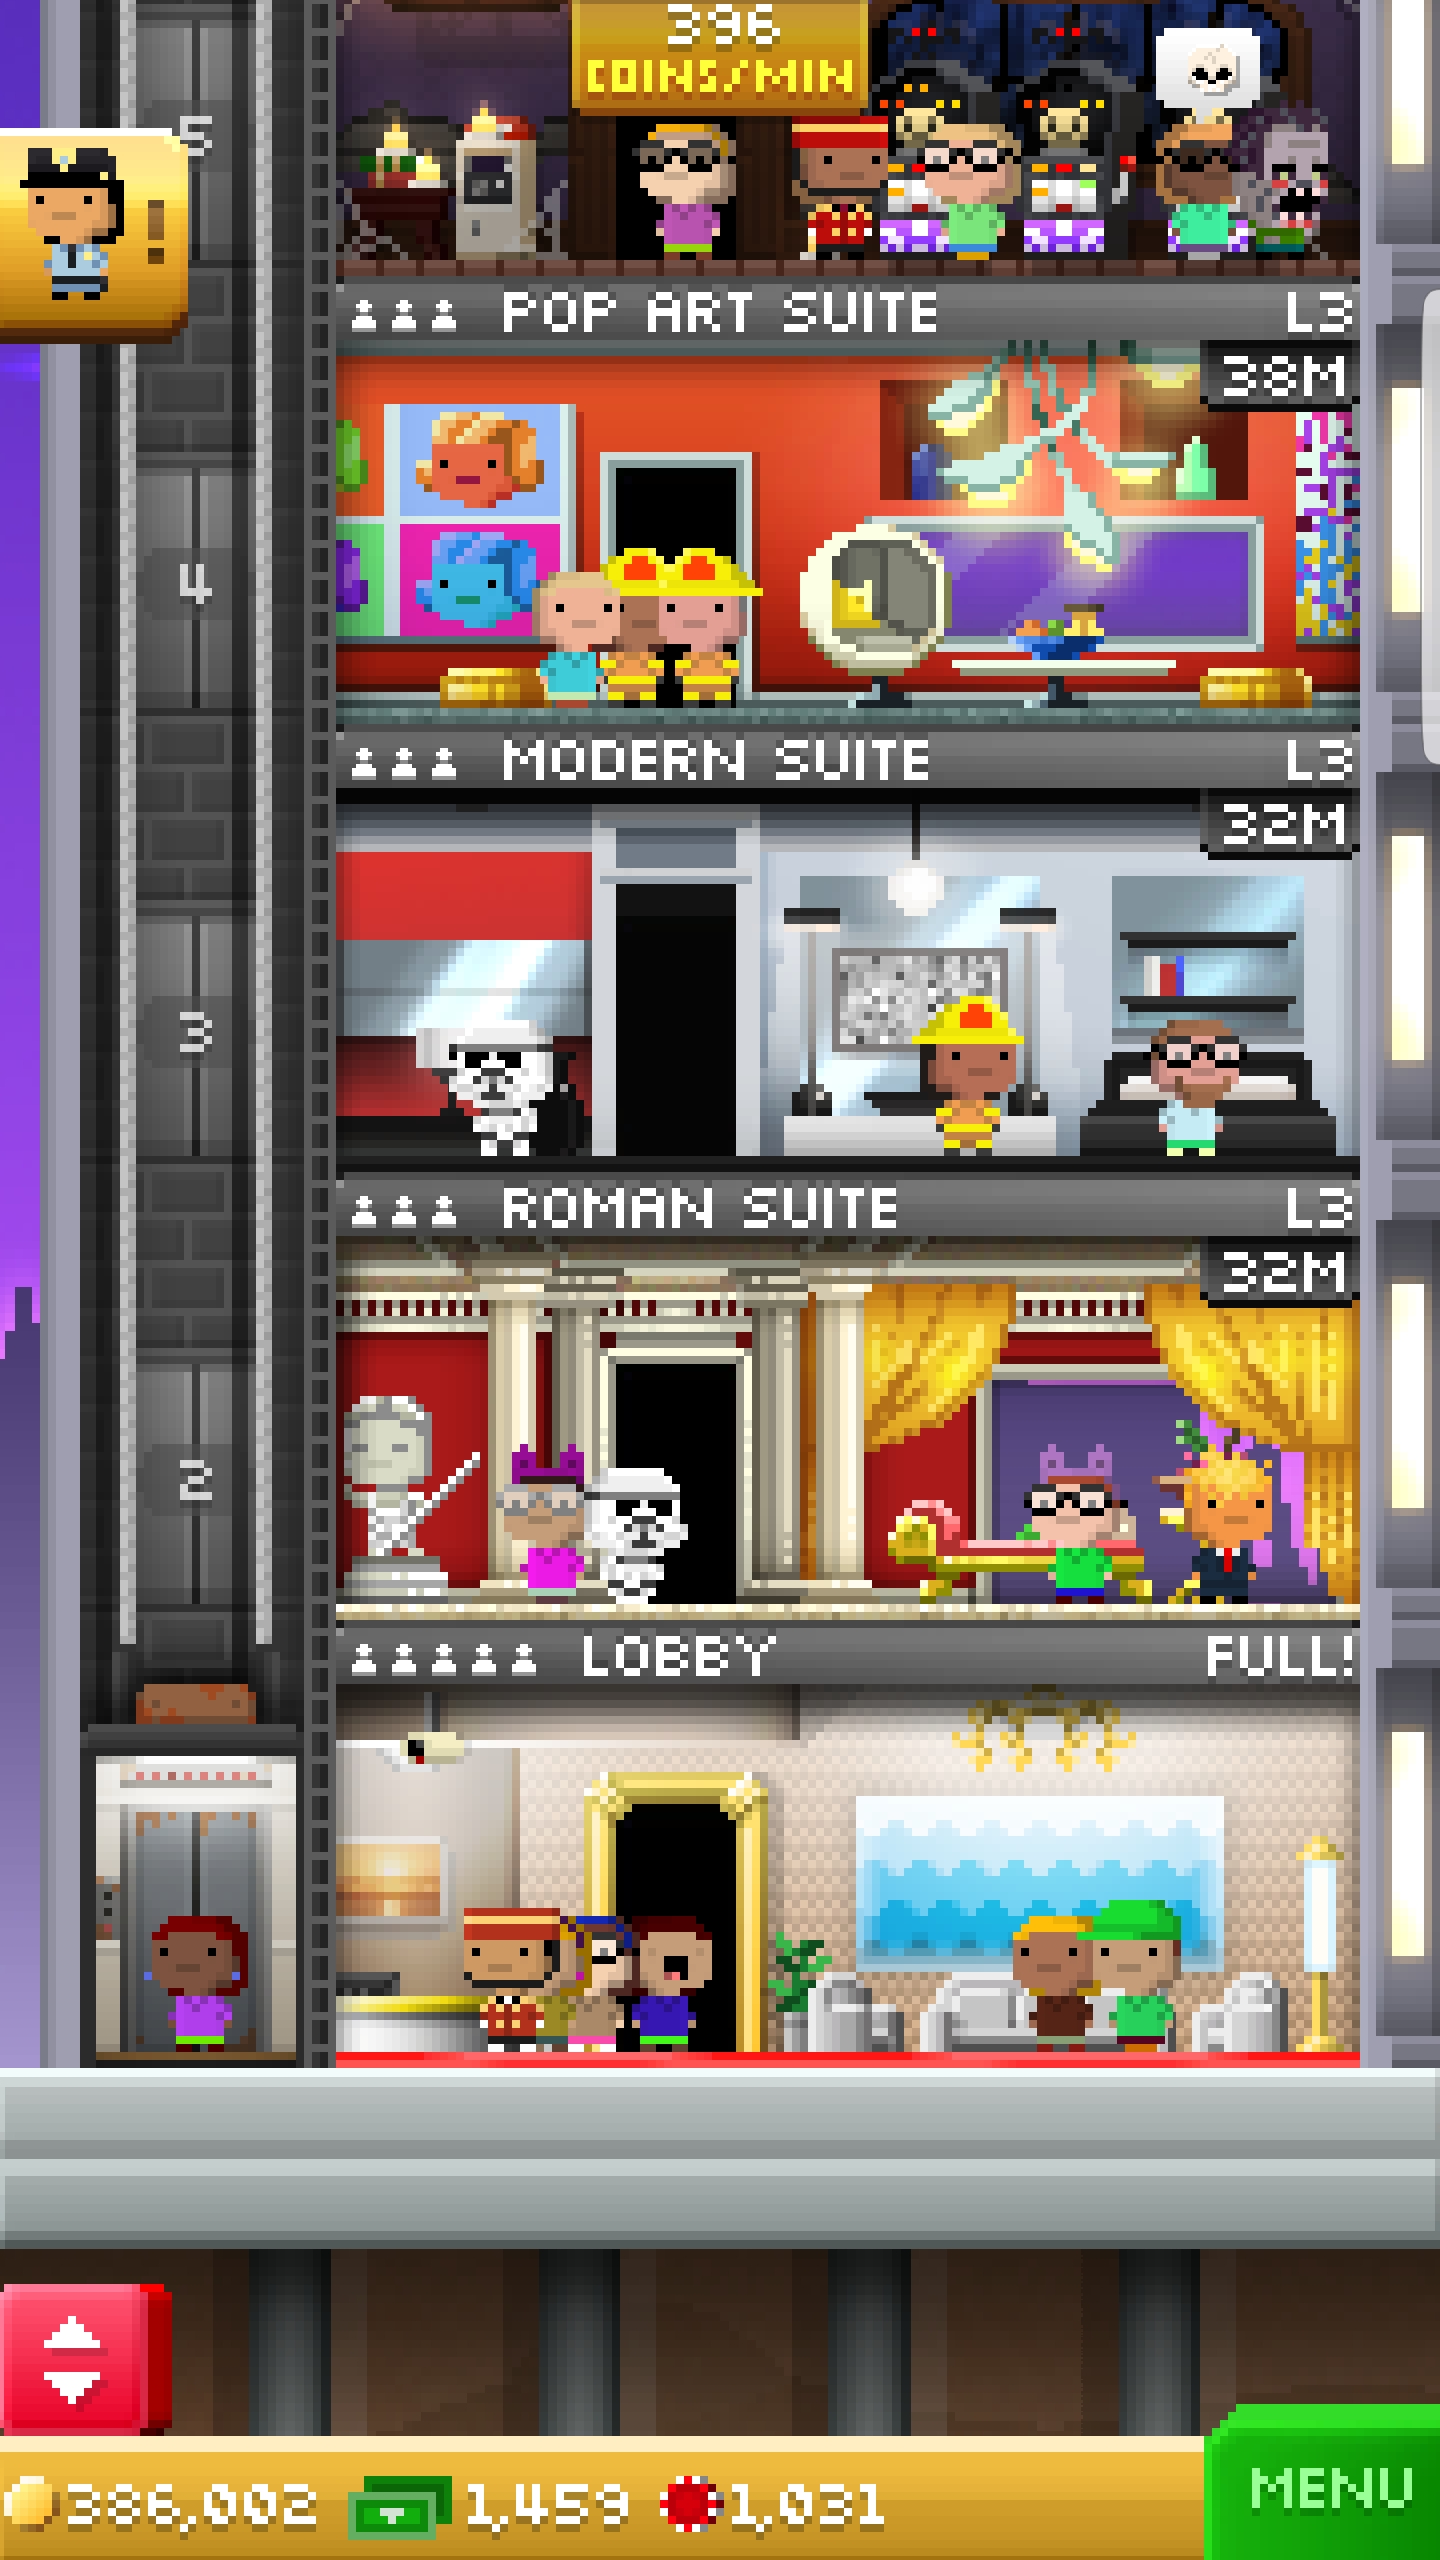 396
COINS/MIN
5
!
POP ART SUITE L3
38M
4
MODERN SUITE L3
32M
3
ROMAN SUITE L3
32M
2
LOBBY FULL!
386,002 1,459 1,031
MENU